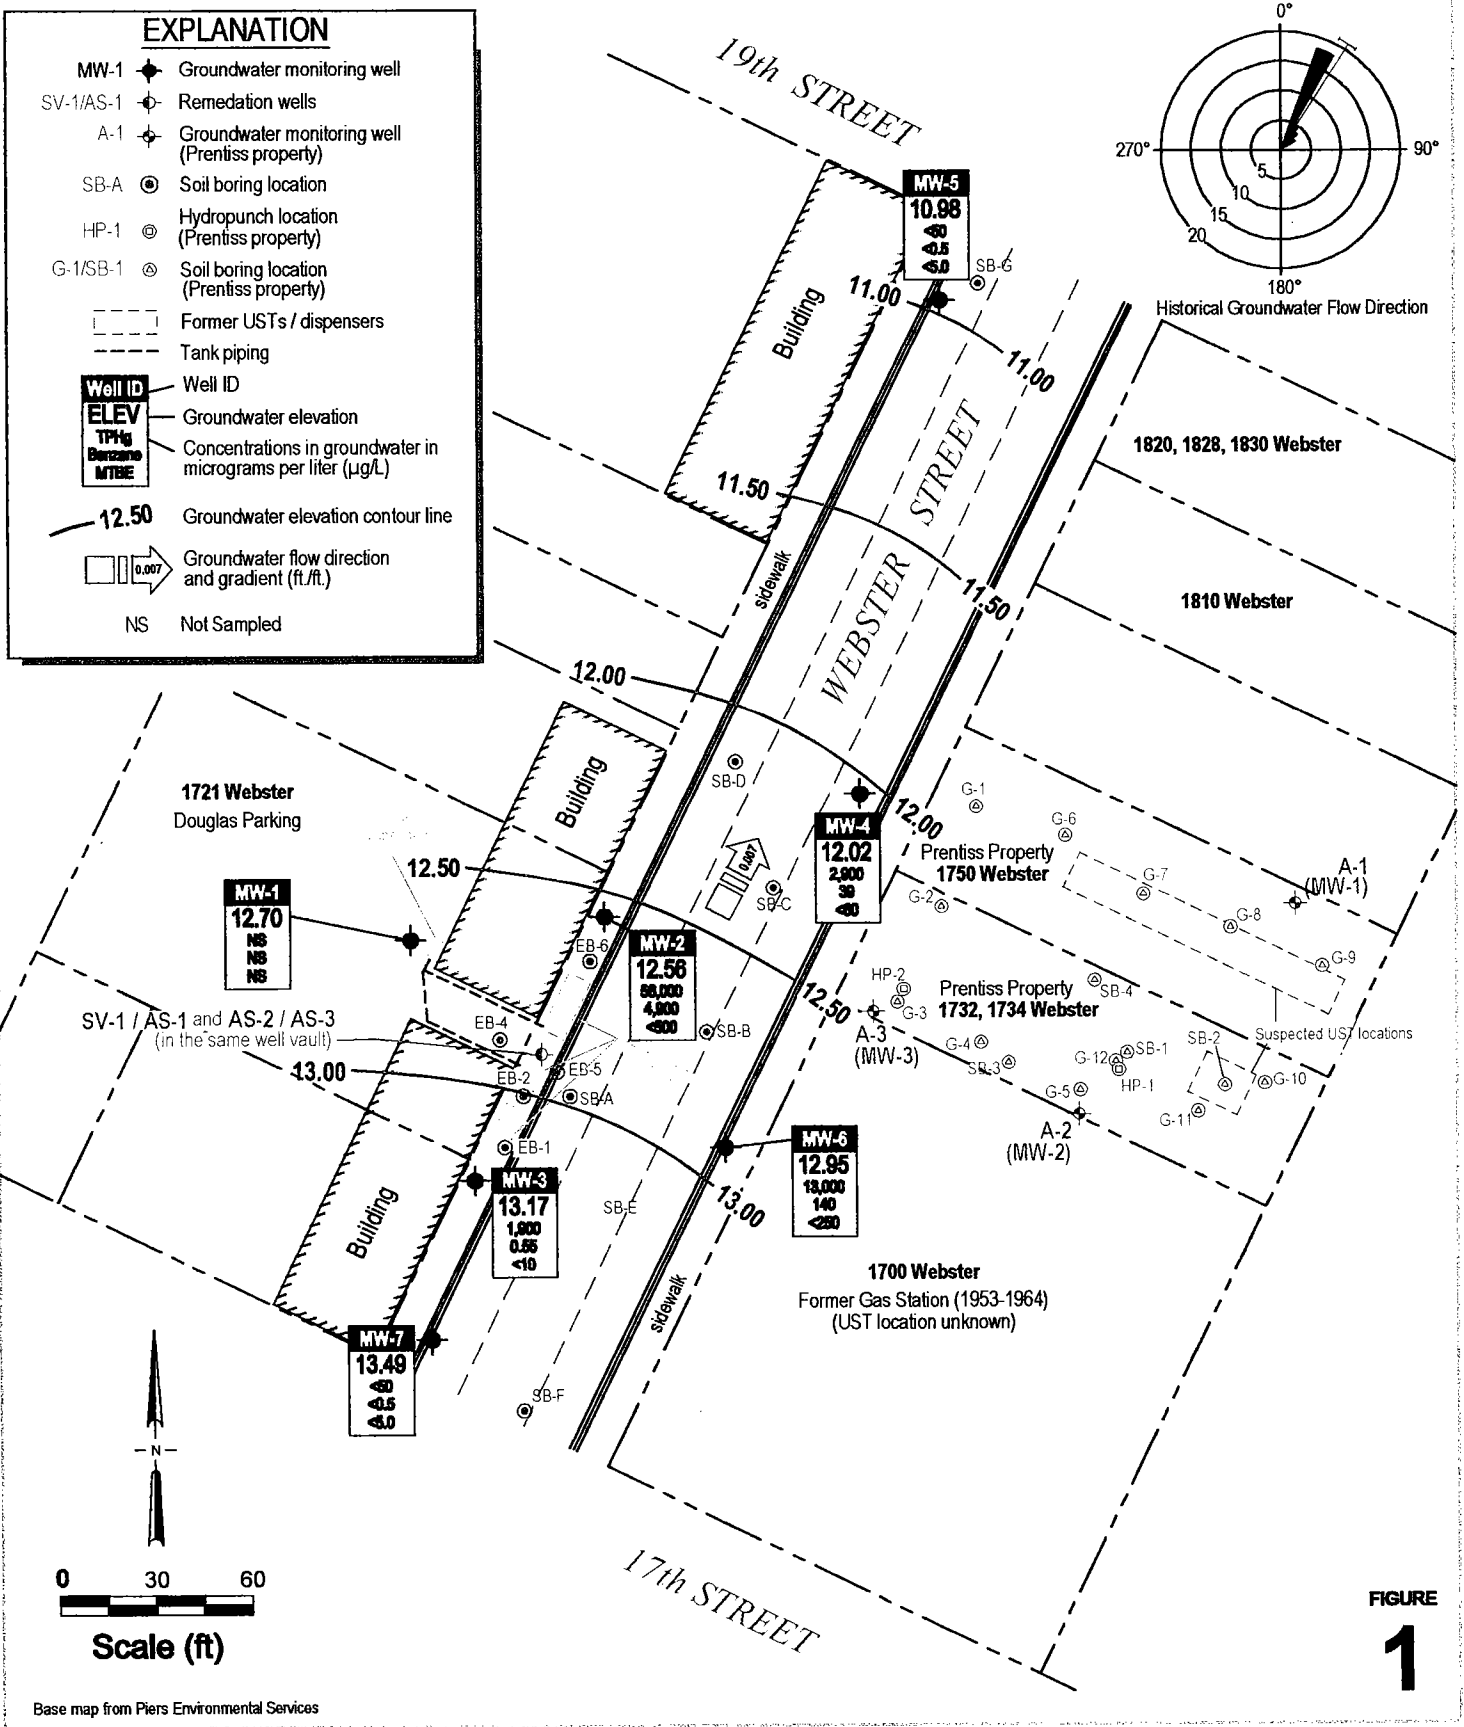 EXPLANATION
MW-1 Groundwater monitoring well
SV-1/AS-1 Remedation wells
A-1 Groundwater monitoring well
(Prentiss property)
SB-A Soil boring location
HP-1 Hydropunch location
(Prentiss property)
G-1/SB-1 Soil boring location
(Prentiss property)
Former USTs / dispensers
Tank piping
Well ID Well ID
ELEV Groundwater elevation
TPHg
Benzene
MTBE
Concentrations in groundwater in
micrograms per liter (µg/L)
12.50 Groundwater elevation contour line
0.007 Groundwater flow direction
and gradient (ft./ft.)
NS Not Sampled
0°
90°
180°
270°
5
10
15
20
Historical Groundwater Flow Direction
19th STREET
MW-5
10.98
<50
<0.5
<5.0
SB-G
11.00
11.00
Building
1820, 1828, 1830 Webster
11.50
11.50
WEBSTER STREET
sidewalk
1810 Webster
12.00
12.00
SB-D
Building
1721 Webster
Douglas Parking
MW-4
12.02
2,900
39
<60
0.007
SB-C
G-1
G-6
Prentiss Property
1750 Webster
G-2
G-7
G-8
G-9
A-1
(MW-1)
12.50
12.50
MW-1
12.70
NS
NS
NS
EB-6
MW-2
12.56
56,000
4,900
<500
SB-B
HP-2
G-3
A-3
(MW-3)
Prentiss Property
1732, 1734 Webster
SB-4
Suspected UST locations
SB-2
G-4
SB-3
G-12
SB-1
HP-1
G-5
G-10
G-11
A-2
(MW-2)
SV-1 / AS-1 and AS-2 / AS-3
(in the same well vault)
EB-4
EB-5
EB-2
SB-A
13.00
13.00
EB-1
MW-6
12.95
13,000
140
<250
MW-3
13.17
1,900
0.55
<10
SB-E
Building
sidewalk
1700 Webster
Former Gas Station (1953-1964)
(UST location unknown)
MW-7
13.49
<50
<0.5
<5.0
SB-F
N
0 30 60
Scale (ft)
17th STREET
FIGURE
1
Base map from Piers Environmental Services